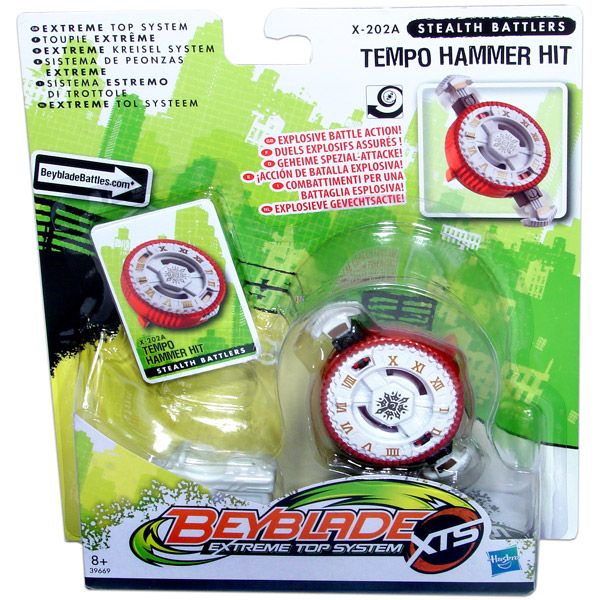 EXTREME TOP SYSTEM
TOUPIE EXTRÊME
EXTREME KREISEL SYSTEM
SISTEMA DE PEONZAS
EXTREME
SISTEMA ESTREMO
DI TROTTOLE
EXTREME TOL SYSTEEM
X-202A STEALTH BATTLERS
TEMPO HAMMER HIT
EXPLOSIVE BATTLE ACTION!
DUELS EXPLOSIFS ASSURÉS !
GEHEIME SPEZIAL-ATTACKE!
¡ACCIÓN DE BATALLA EXPLOSIVA!
COMBATTIMENTI PER UNA
BATTAGLIA ESPLOSIVA!
EXPLOSIEVE GEVECHTSACTIE!
BeybladeBattles.com*
X-202A
TEMPO
HAMMER HIT
STEALTH BATTLERS
BEYBLADE XTS
EXTREME TOP SYSTEM
8+
39669
Hasbro